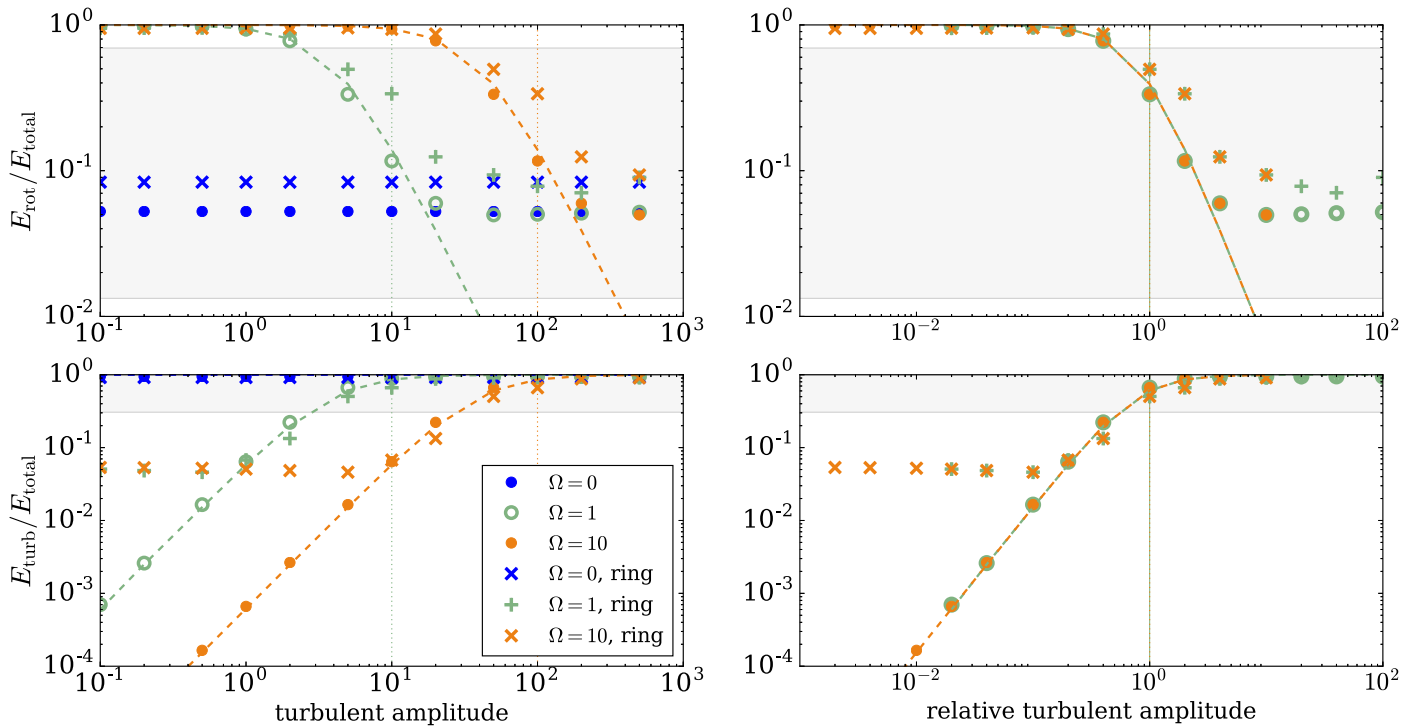 10^0
10^-1
10^-2
E_rot/E_total
10^-1 10^0 10^1 10^2 10^3
10^-2 10^0 10^2
10^0
10^-1
10^-2
10^0
10^-1
10^-2
10^-3
10^-4
E_turb/E_total
Ω = 0
Ω = 1
Ω = 10
Ω = 0, ring
Ω = 1, ring
Ω = 10, ring
10^-1 10^0 10^1 10^2 10^3
turbulent amplitude
10^0
10^-1
10^-2
10^-3
10^-4
10^-2 10^0 10^2
relative turbulent amplitude